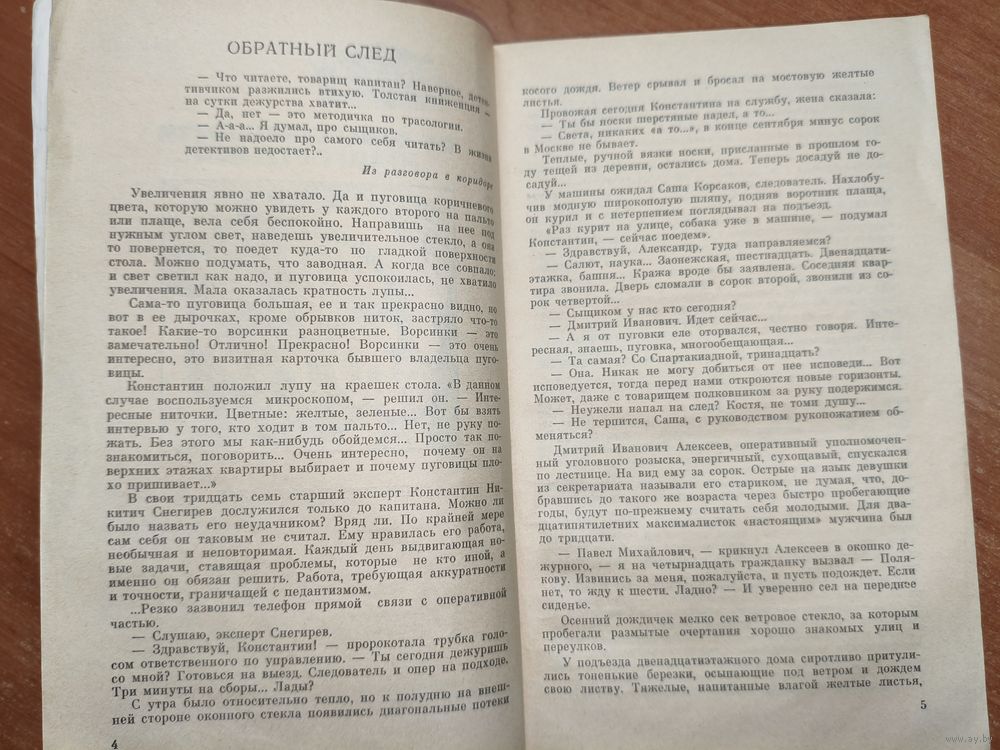 ОБРАТНЫЙ СЛЕД
— Что читаете, товарищ капитан? Наверное, детек-
тивчиком разжились втихую. Толстая книженция —
на сутки дежурства хватит...
— Да, нет — это методичка по трасологии.
— А-а-а... Я думал, про сыщиков.
— Не надоело про самого себя читать? В жизни
детективов недостает?..
Из разговора в коридоре
Увеличения явно не хватало. Да и пуговица коричневого
цвета, которую можно увидеть у каждого второго на пальто
или плаще, вела себя беспокойно. Направишь на нее под
нужным углом свет, наведешь увеличительное стекло, а она
то повернется, то поедет куда-то по гладкой поверхности
стола. Можно подумать, что заводная. А когда все совпало:
и свет светил как надо, и пуговица успокоилась, не хватило
увеличения. Мала оказалась кратность лупы...
Сама-то пуговица большая, ее и так прекрасно видно, но
вот в ее дырочках, кроме обрывков ниток, застряло что-то
такое! Какие-то ворсинки разноцветные. Ворсинки — это
замечательно! Отлично! Прекрасно! Ворсинки — это очень
интересно, это визитная карточка бывшего владельца пуго-
вицы.
Константин положил лупу на краешек стола. «В данном
случае воспользуемся микроскопом, — решил он. — Инте-
ресные ниточки. Цветные: желтые, зеленые... Вот бы взять
интервью у того, кто ходит в том пальто... Нет, не руку по-
жать. Без этого мы как-нибудь обойдемся... Просто так по-
знакомиться, поговорить... Очень интересно, почему он на
верхних этажах квартиры выбирает и почему пуговицы пло-
хо пришивает...»
В свои тридцать семь старший эксперт Константин Ни-
китич Снегирев дослужился только до капитана. Можно ли
было назвать его неудачником? Вряд ли. По крайней мере
сам себя он таковым не считал. Ему нравилась его работа,
необычная и неповторимая. Каждый день выдвигающая но-
вые задачи, ставящая проблемы, которые не кто иной, а
именно он обязан решить. Работа, требующая аккуратности
и точности, граничащей с педантизмом.
...Резко зазвонил телефон прямой связи с оперативной
частью.
— Слушаю, эксперт Снегирев.
— Здравствуй, Константин! — пророкотала трубка голо-
сом ответственного по управлению. — Ты сегодня дежуришь
со мной? Готовься на выезд. Следователь и опер на подходе.
Три минуты на сборы... Лады?
С утра было относительно тепло, но к полудню на внеш-
ней стороне оконного стекла появились диагональные потеки
4
косого дождя. Ветер срывал и бросал на мостовую желтые
листья.
Провожая сегодня Константина на службу, жена сказала:
— Ты бы носки шерстяные надел, а то...
— Света, никаких «а то...», в конце сентября минус сорок
в Москве не бывает.
Теплые, ручной вязки носки, присланные в прошлом го-
ду тещей из деревни, остались дома. Теперь досадуй не до-
садуй...
У машины ожидал Саша Корсаков, следователь. Нахлобу-
чив модную широкополую шляпу, подняв воротник плаща,
он курил и с нетерпением поглядывал на подъезд.
«Раз курит на улице, собака уже в машине, — подумал
Константин, — сейчас поедем».
— Здравствуй, Александр, туда направляемся?
— Салют, наука... Заонежская, шестнадцать. Двенадцати-
этажка, башня... Кража вроде бы заявлена. Соседняя квар-
тира звонила. Дверь сломали в сорок второй, звонили из со-
рок четвертой...
— Сыщиком у нас кто сегодня?
— Дмитрий Иванович. Идет сейчас...
— А я от пуговки еле оторвался, честно говоря. Инте-
ресная, знаешь, пуговка, многообещающая...
— Та самая? Со Спартакиадной, тринадцать?
— Она. Никак не могу добиться от нее исповеди... Вот
исповедуется, тогда перед нами откроются новые горизонты.
Может, даже с товарищем полковником за руку подержимся.
— Неужели напал на след? Костя, не томи душу...
— Не терпится, Саша, с руководством рукопожатием об-
меняться?
Дмитрий Иванович Алексеев, оперативный уполномочен-
ный уголовного розыска, энергичный, сухощавый, спускался
по лестнице. На вид ему за сорок. Острые на язык девушки
из секретариата называли его стариком, не думая, что, до-
бравшись до такого же возраста через быстро пробегающие
годы, будут по-прежнему считать себя молодыми. Для два-
дцатипятилетних максималисток «настоящим» мужчина был
до тридцати.
— Павел Михайлович, — крикнул Алексеев в окошко де-
журного, — я на четырнадцать гражданку вызвал — Поля-
кову. Извинись за меня, пожалуйста, и пусть подождет. Если
нет, то жду к шести. Ладно? — И уверенно сел на переднее
сиденье.
Осенний дождичек мелко сек ветровое стекло, за которым
пробегали размытые очертания хорошо знакомых улиц и
переулков.
У подъезда двенадцатиэтажного дома сиротливо притули-
лись тоненькие березки, осыпающие под ветром и дождем
свою листву. Тяжелые, напитанные влагой желтые листья,
5
www.ay.by